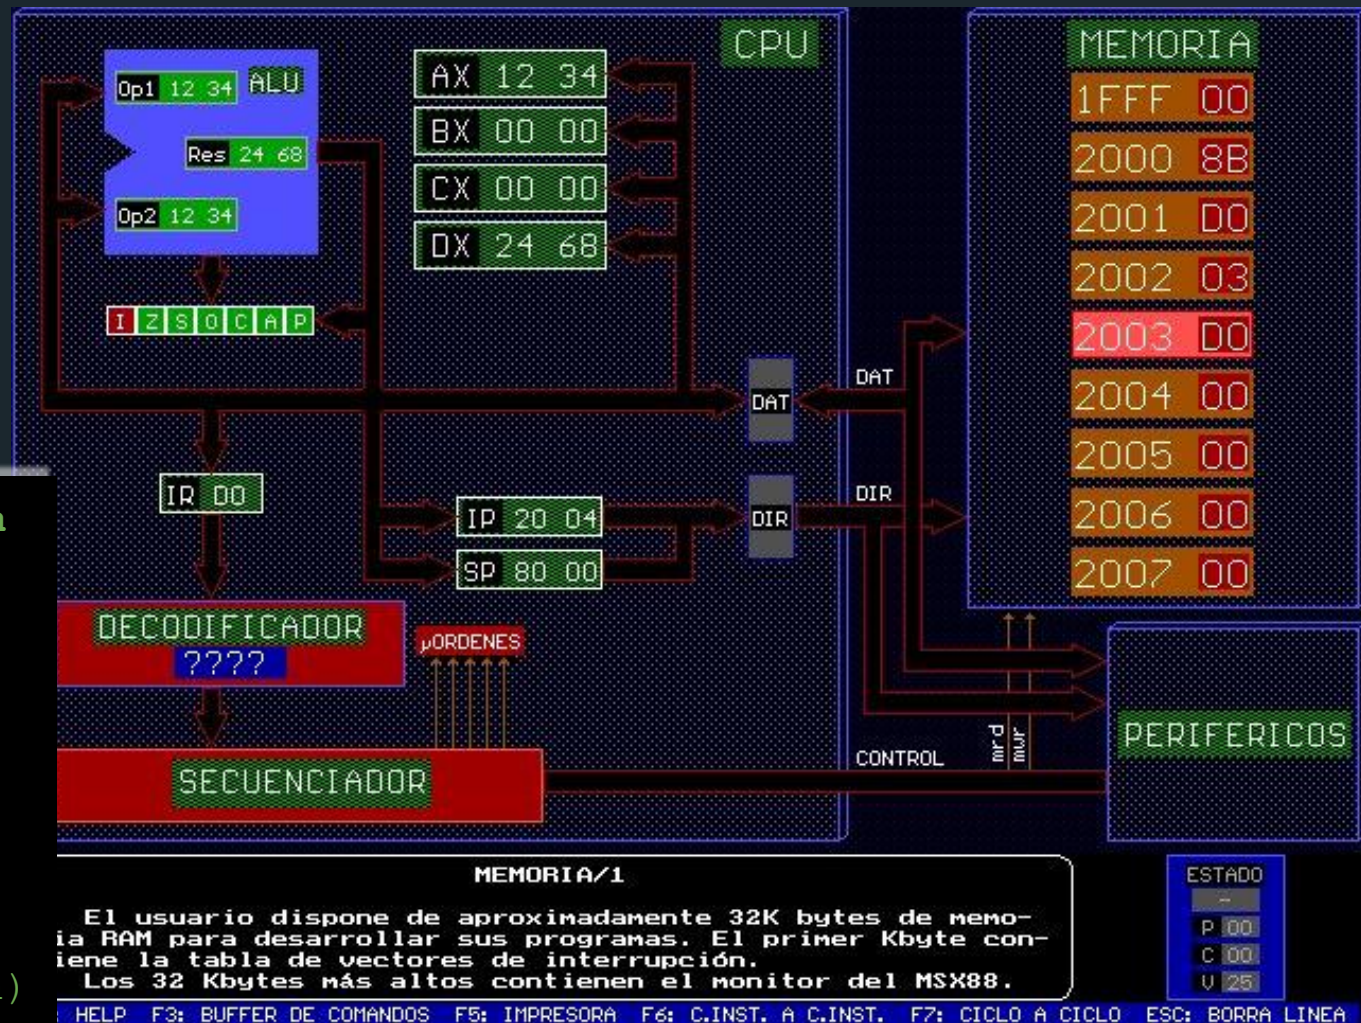 CPU
MEMORIA
Op1 12 34 ALU
Res 24 68
Op2 12 34
AX 12 34
BX 00 00
CX 00 00
DX 24 68
I Z S O C A P
1FFF 00
2000 8B
2001 D0
2002 03
2003 D0
2004 00
2005 00
2006 00
2007 00
DAT
DAT
IR D0
IP 20 04
SP 80 00
DIR
DIR
DECODIFICADOR
????
µORDENES
SECUENCIADOR
CONTROL
mrd
mwr
PERIFERICOS
MEMORIA/1
El usuario dispone de aproximadamente 32K bytes de memo-
ia RAM para desarrollar sus programas. El primer Kbyte con-
iene la tabla de vectores de interrupción.
Los 32 Kbytes más altos contienen el monitor del MSX88.
ESTADO
-
P 00
C 00
V 25
HELP F3: BUFFER DE COMANDOS F5: IMPRESORA F6: C.INST. A C.INST. F7: CICLO A CICLO ESC: BORRA LINEA